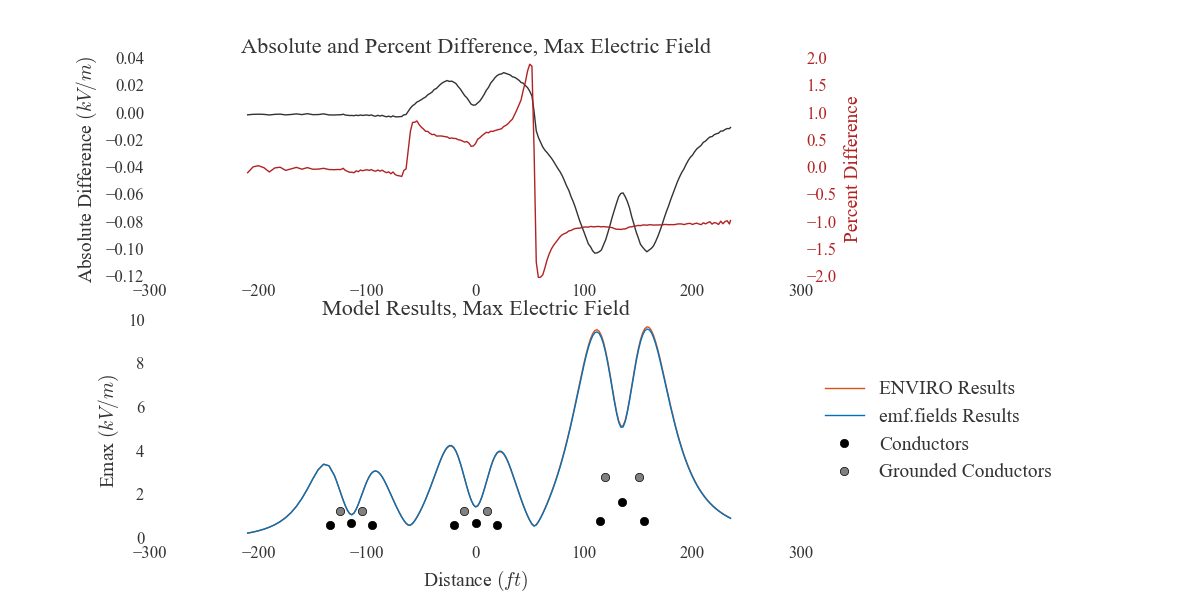 Absolute and Percent Difference, Max Electric Field
Absolute Difference (kV/m)
0.04
0.02
0.00
−0.02
−0.04
−0.06
−0.08
−0.10
−0.12
2.0
1.5
1.0
0.5
0.0
−0.5
−1.0
−1.5
−2.0
Percent Difference
−300 −200 −100 0 100 200 300
Model Results, Max Electric Field
Emax (kV/m)
10
8
6
4
2
0
−300 −200 −100 0 100 200 300
Distance (ft)
ENVIRO Results
emf.fields Results
Conductors
Grounded Conductors